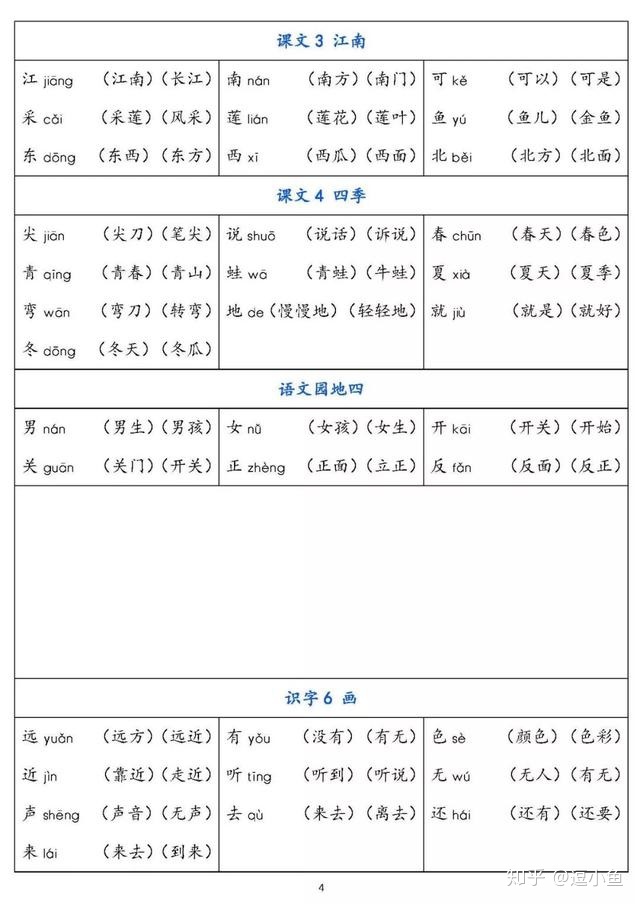 课文3 江南
江 jiāng （江南）（长江） 南 nán （南方）（南门） 可 kě （可以）（可是）
采 cǎi （采莲）（风采） 莲 lián （莲花）（莲叶） 鱼 yú （鱼儿）（金鱼）
东 dōng （东西）（东方） 西 xī （西瓜）（西面） 北 běi （北方）（北面）
课文4 四季
尖 jiān （尖刀）（笔尖） 说 shuō （说话）（诉说） 春 chūn （春天）（春色）
青 qīng （青春）（青山） 蛙 wā （青蛙）（牛蛙） 夏 xià （夏天）（夏季）
弯 wān （弯刀）（转弯） 地 de（慢慢地）（轻轻地） 就 jiù （就是）（就好）
冬 dōng （冬天）（冬瓜）
语文园地四
男 nán （男生）（男孩） 女 nǚ （女孩）（女生） 开 kāi （开关）（开始）
关 guān （关门）（开关） 正 zhèng （正面）（立正） 反 fǎn （反面）（反正）
识字6 画
远 yuǎn （远方）（远近） 有 yǒu （没有）（有无） 色 sè （颜色）（色彩）
近 jìn （靠近）（走近） 听 tīng （听到）（听说） 无 wú （无人）（有无）
声 shēng （声音）（无声） 去 qù （来去）（离去） 还 hái （还有）（还要）
来 lái （来去）（到来）
知乎 @逗小鱼
4